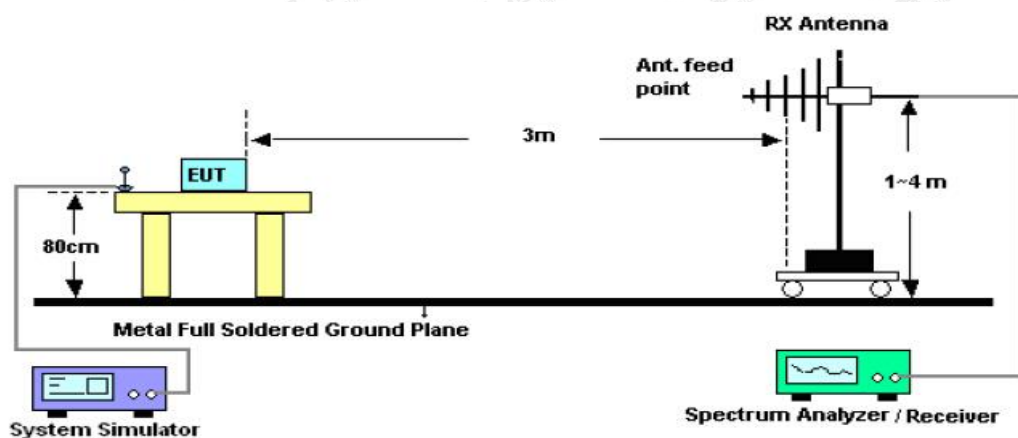 RX Antenna
Ant. feed
point
3m
EUT
1~4 m
80cm
Metal Full Soldered Ground Plane
System Simulator
Spectrum Analyzer / Receiver